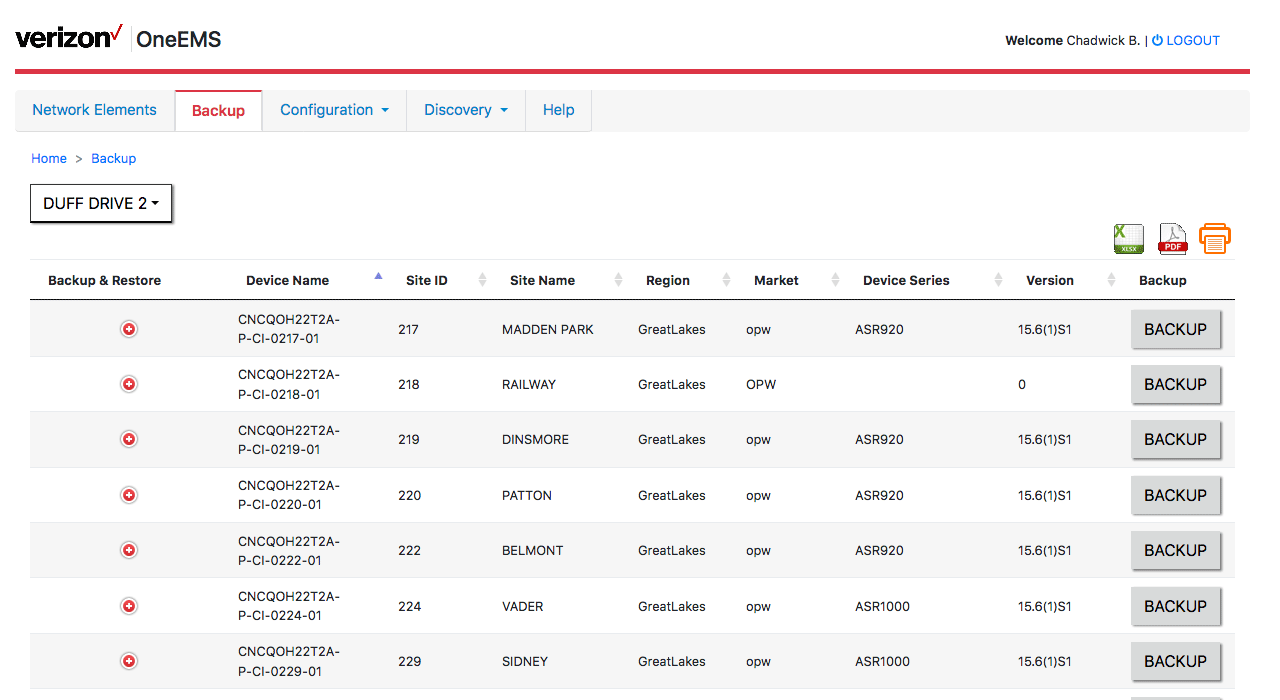 verizon✓ OneEMS
Welcome Chadwick B. | LOGOUT
Network Elements Backup Configuration Discovery Help
Home > Backup
DUFF DRIVE 2
XLSX PDF
Backup & Restore Device Name Site ID Site Name Region Market Device Series Version Backup
CNCQOH22T2A-
P-CI-0217-01 217 MADDEN PARK GreatLakes opw ASR920 15.6(1)S1 BACKUP
CNCQOH22T2A-
P-CI-0218-01 218 RAILWAY GreatLakes OPW 0 BACKUP
CNCQOH22T2A-
P-CI-0219-01 219 DINSMORE GreatLakes opw ASR920 15.6(1)S1 BACKUP
CNCQOH22T2A-
P-CI-0220-01 220 PATTON GreatLakes opw ASR920 15.6(1)S1 BACKUP
CNCQOH22T2A-
P-CI-0222-01 222 BELMONT GreatLakes opw ASR920 15.6(1)S1 BACKUP
CNCQOH22T2A-
P-CI-0224-01 224 VADER GreatLakes opw ASR1000 15.6(1)S1 BACKUP
CNCQOH22T2A-
P-CI-0229-01 229 SIDNEY GreatLakes opw ASR1000 15.6(1)S1 BACKUP